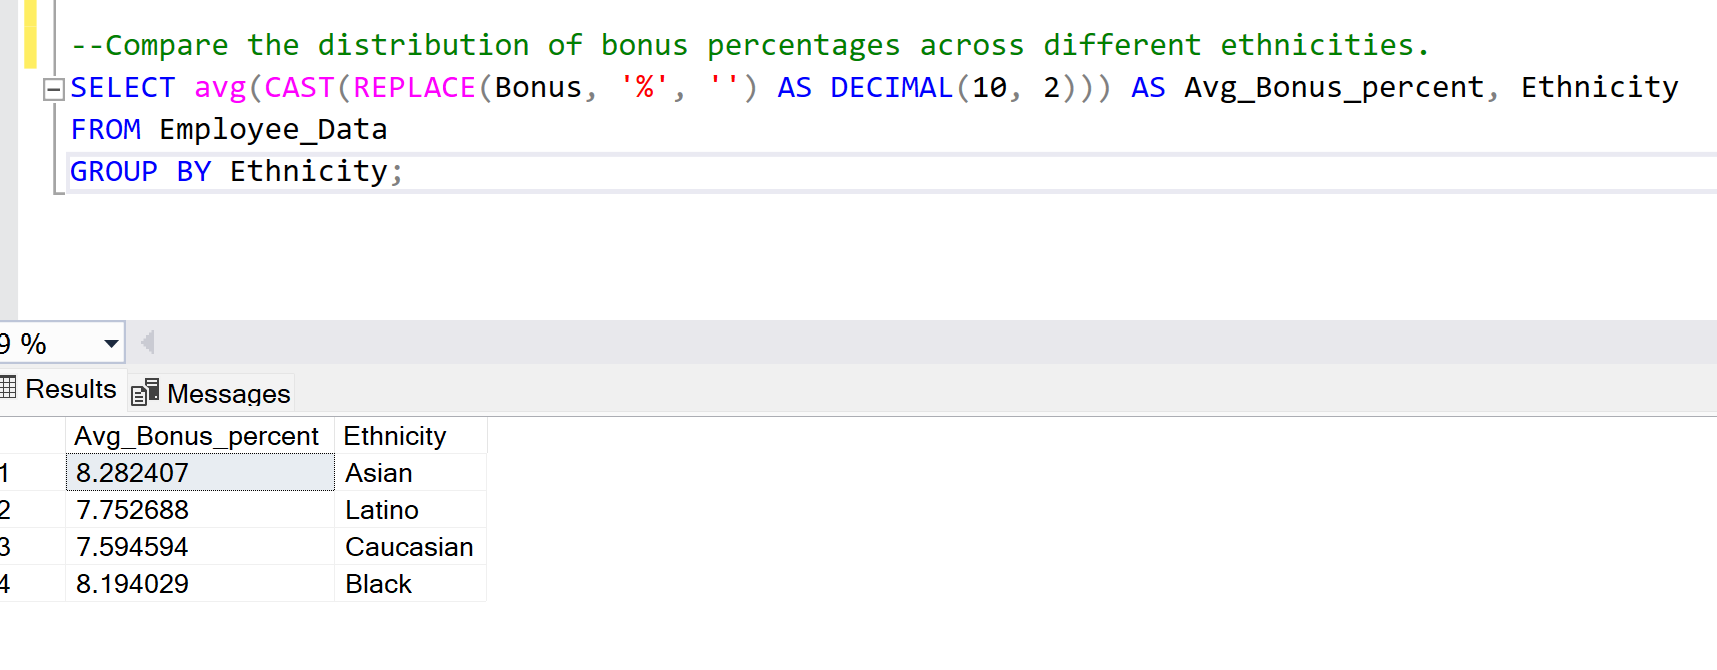 --Compare the distribution of bonus percentages across different ethnicities.
SELECT avg(CAST(REPLACE(Bonus, '%', '') AS DECIMAL(10, 2))) AS Avg_Bonus_percent, Ethnicity
FROM Employee_Data
GROUP BY Ethnicity;
9 %
Results Messages
Avg_Bonus_percent Ethnicity
1 8.282407 Asian
2 7.752688 Latino
3 7.594594 Caucasian
4 8.194029 Black